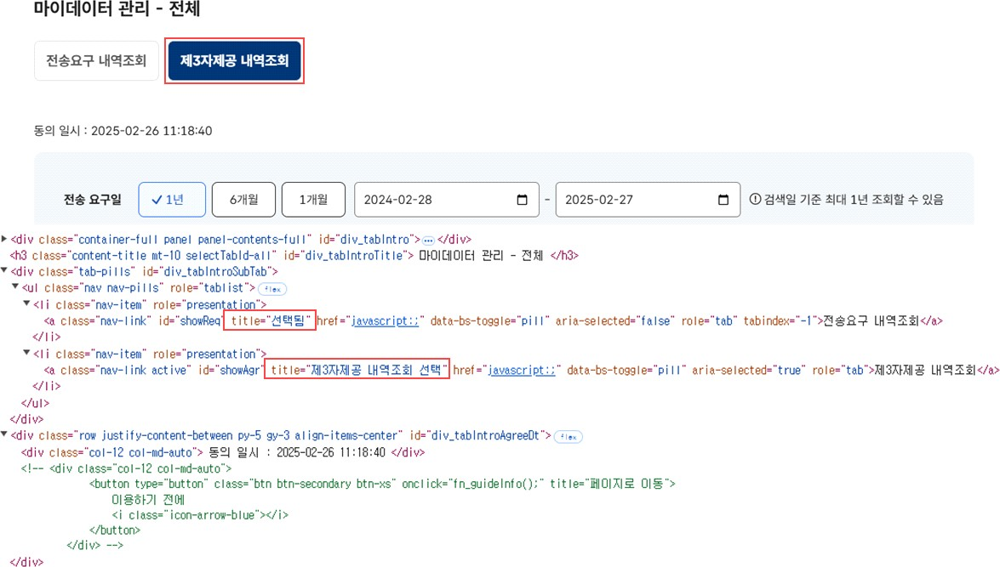 마이데이터 관리 - 전체
전송요구 내역조회 제3자제공 내역조회
동의 일시 : 2025-02-26 11:18:40
전송 요구일 1년 6개월 1개월 2024-02-28 - 2025-02-27 검색일 기준 최대 1년 조회할 수 있음
<div class="container-full panel panel-contents-full" id="div_tabIntro">…</div>
<h3 class="content-title mt-10 selectTabId-all" id="div_tabIntroTitle"> 마이데이터 관리 - 전체 </h3>
<div class="tab-pills" id="div_tabIntroSubTab">
<ul class="nav nav-pills" role="tablist"> flex
<li class="nav-item" role="presentation">
<a class="nav-link" id="showReq" title="선택됨" href="javascript:;" data-bs-toggle="pill" aria-selected="false" role="tab" tabindex="-1">전송요구 내역조회</a>
</li>
<li class="nav-item" role="presentation">
<a class="nav-link active" id="showAgr" title="제3자제공 내역조회 선택" href="javascript:;" data-bs-toggle="pill" aria-selected="true" role="tab">제3자제공 내역조회</a>
</li>
</ul>
</div>
<div class="row justify-content-between py-5 gy-3 align-items-center" id="div_tabIntroAgreeDt"> flex
<div class="col-12 col-md-auto"> 동의 일시 : 2025-02-26 11:18:40 </div>
<!-- <div class="col-12 col-md-auto">
<button type="button" class="btn btn-secondary btn-xs" onclick="fn_guideInfo();" title="페이지로 이동">
이용하기 전에
<i class="icon-arrow-blue"></i>
</button>
</div> -->
</div>